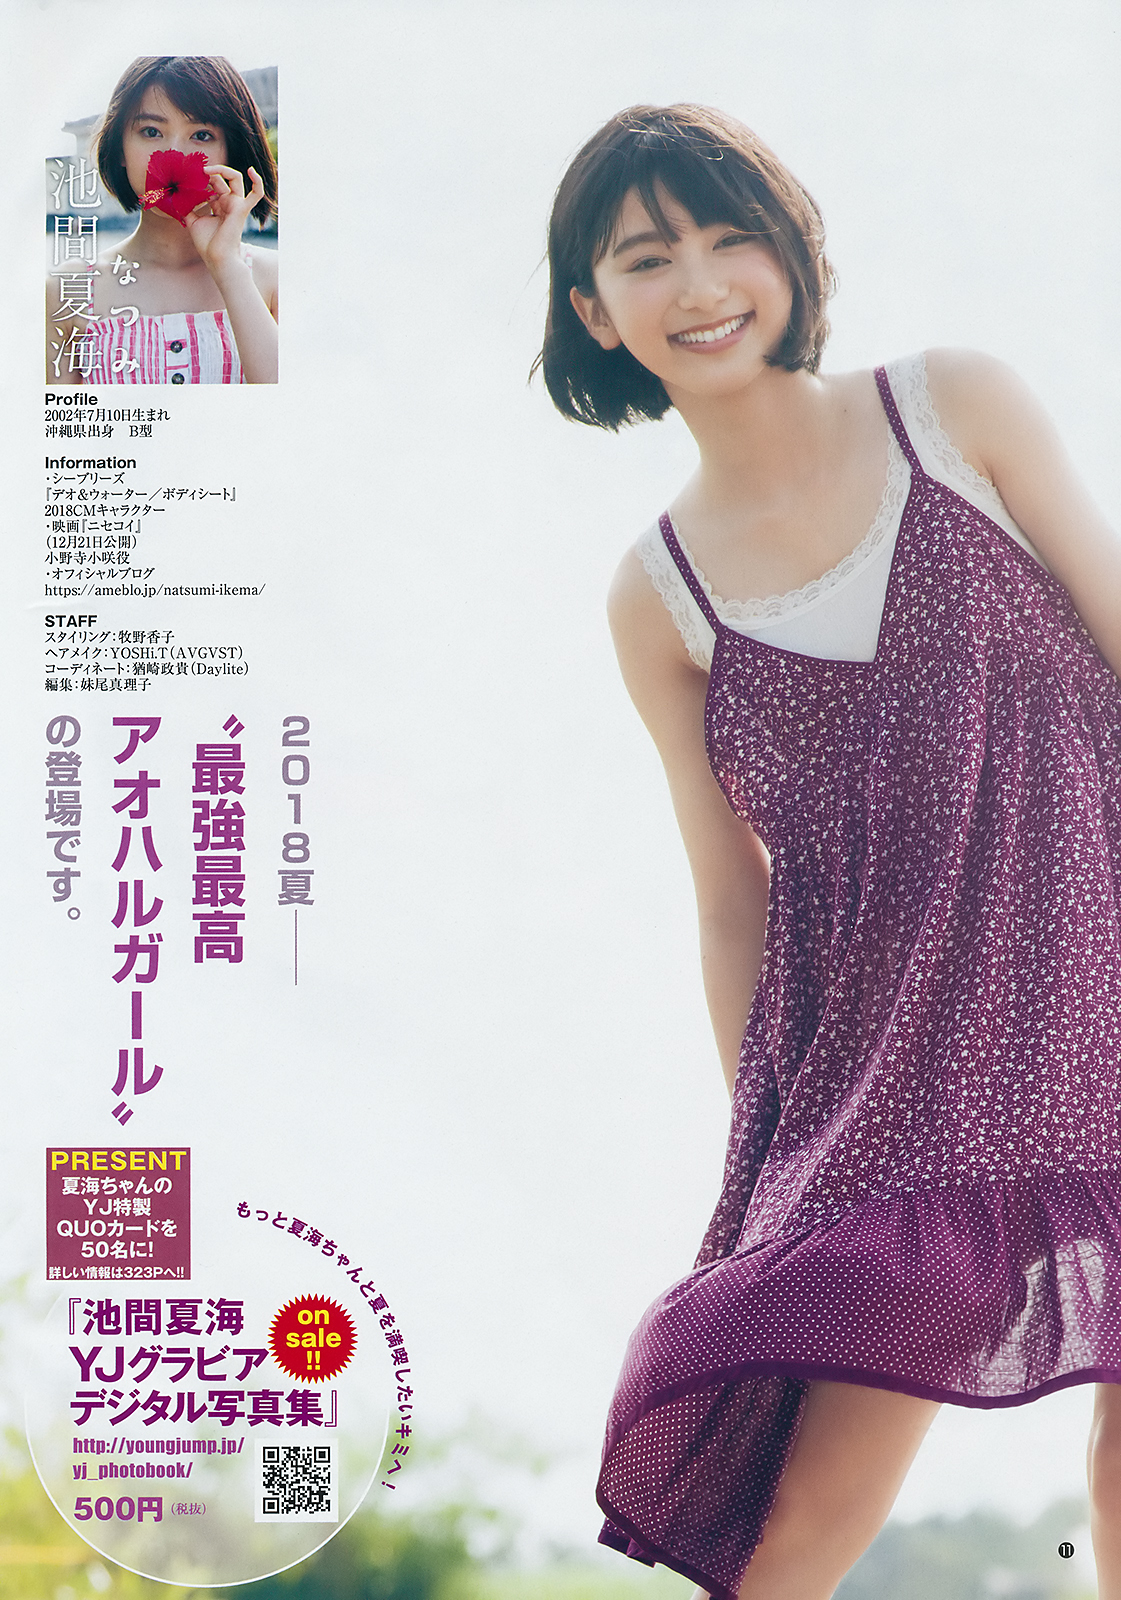 池間夏海
なつみ
Profile
2002年7月10日生まれ
沖縄県出身　B型
Information
・シーブリーズ
『デオ&ウォーター／ボディシート』
2018CMキャラクター
・映画『ニセコイ』
（12月21日公開）
小野寺小咲役
・オフィシャルブログ
https://ameblo.jp/natsumi-ikema/
STAFF
スタイリング：牧野香子
ヘアメイク：YOSHi.T（AVGVST）
コーディネート：猶崎政貴（Daylite）
編集：妹尾真理子
2018夏――
〝最強最高
アオハルガール〟
の登場です。
PRESENT
夏海ちゃんの
YJ特製
QUOカードを
50名に!
詳しい情報は323Pへ!!
もっと夏海ちゃんと夏を満喫したいキミへ!
『池間夏海
YJグラビア
デジタル写真集』
on
sale
!!
http://youngjump.jp/
yj_photobook/
500円（税抜）
11